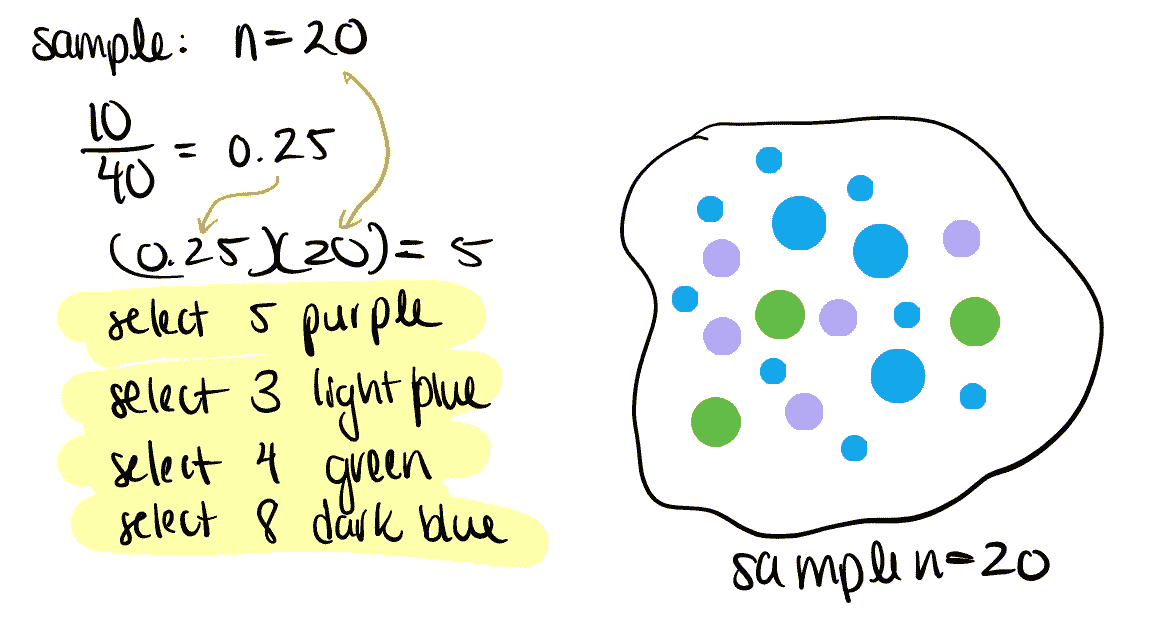 sample: n=20
10
40
= 0.25
(0.25)(20)= 5
select 5 purple
select 3 light blue
select 4 green
select 8 dark blue
sample n=20